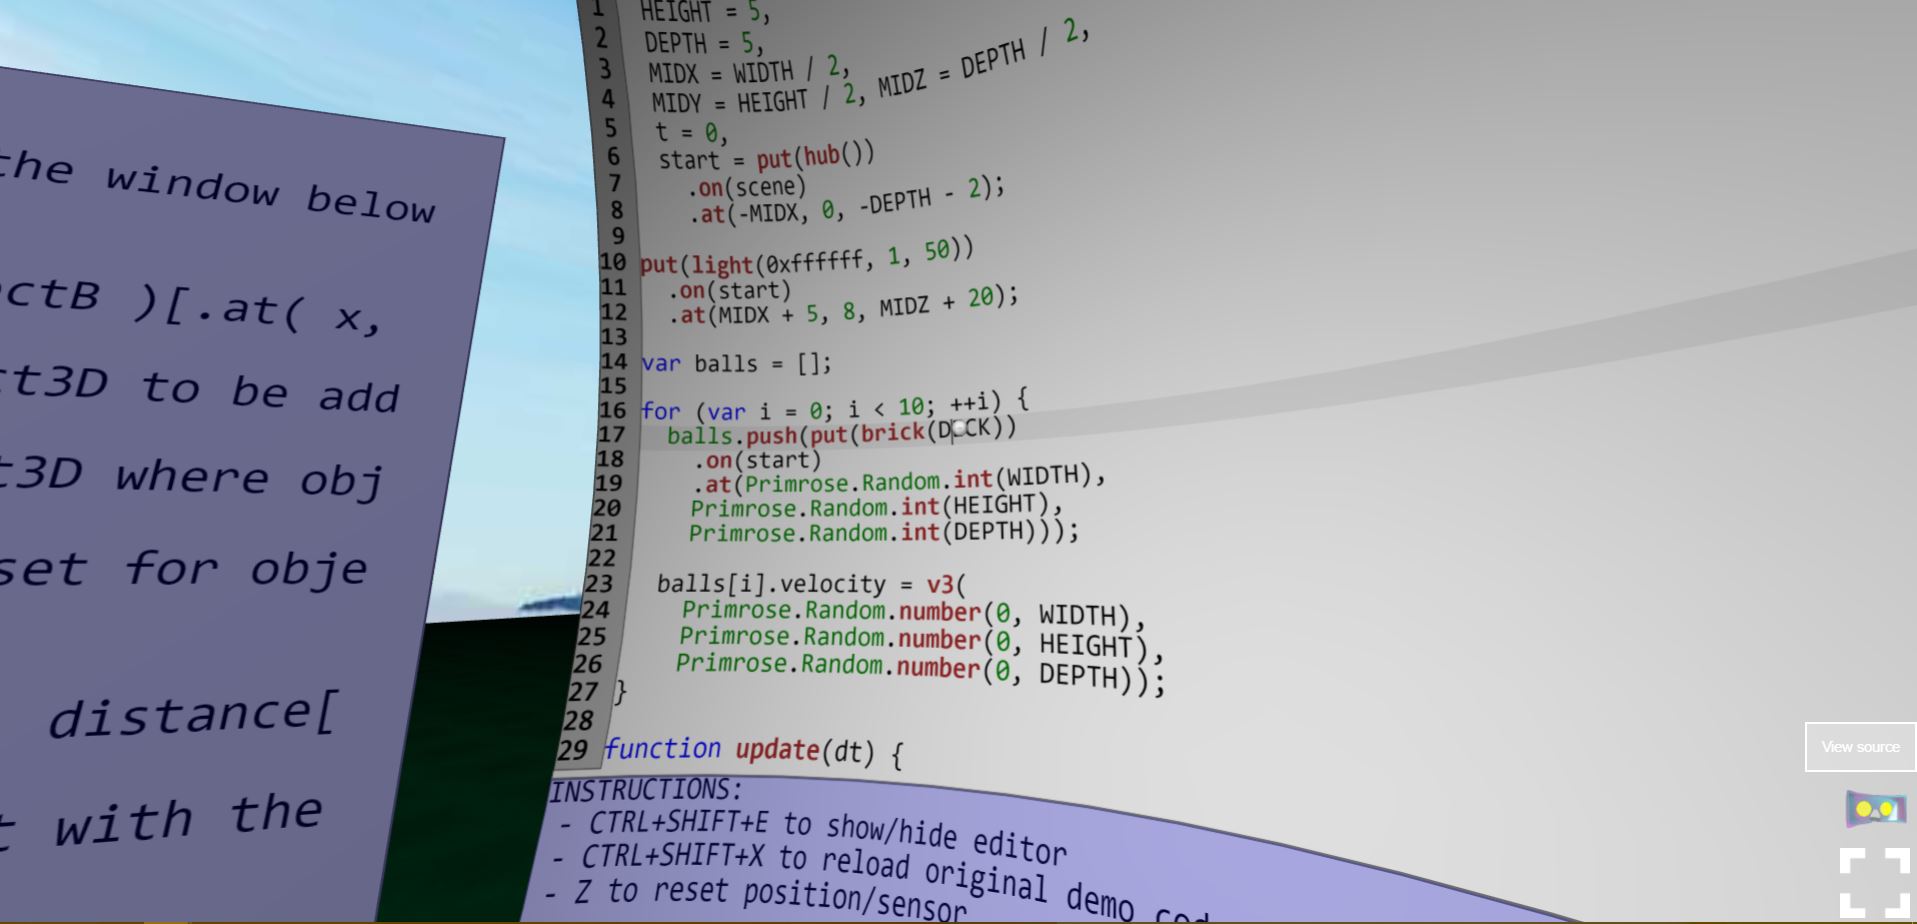 the window below
ectB )[.at( x,
ct3D to be add
t3D where obj
set for obje
distance[
t with the
1 HEIGHT = 5,
2 DEPTH = 5,
3 MIDX = WIDTH / 2,
4 MIDY = HEIGHT / 2, MIDZ = DEPTH / 2,
5 t = 0,
6 start = put(hub())
7 .on(scene)
8 .at(-MIDX, 0, -DEPTH - 2);
9
10 put(light(0xffffff, 1, 50))
11 .on(start)
12 .at(MIDX + 5, 8, MIDZ + 20);
13
14 var balls = [];
15
16 for (var i = 0; i < 10; ++i) {
17 balls.push(put(brick(DECK))
18 .on(start)
19 .at(Primrose.Random.int(WIDTH),
20 Primrose.Random.int(HEIGHT),
21 Primrose.Random.int(DEPTH)));
22
23 balls[i].velocity = v3(
24 Primrose.Random.number(0, WIDTH),
25 Primrose.Random.number(0, HEIGHT),
26 Primrose.Random.number(0, DEPTH));
27 }
28
29 function update(dt) {
INSTRUCTIONS:
- CTRL+SHIFT+E to show/hide editor
- CTRL+SHIFT+X to reload original demo cod
- Z to reset position/sensor
View source